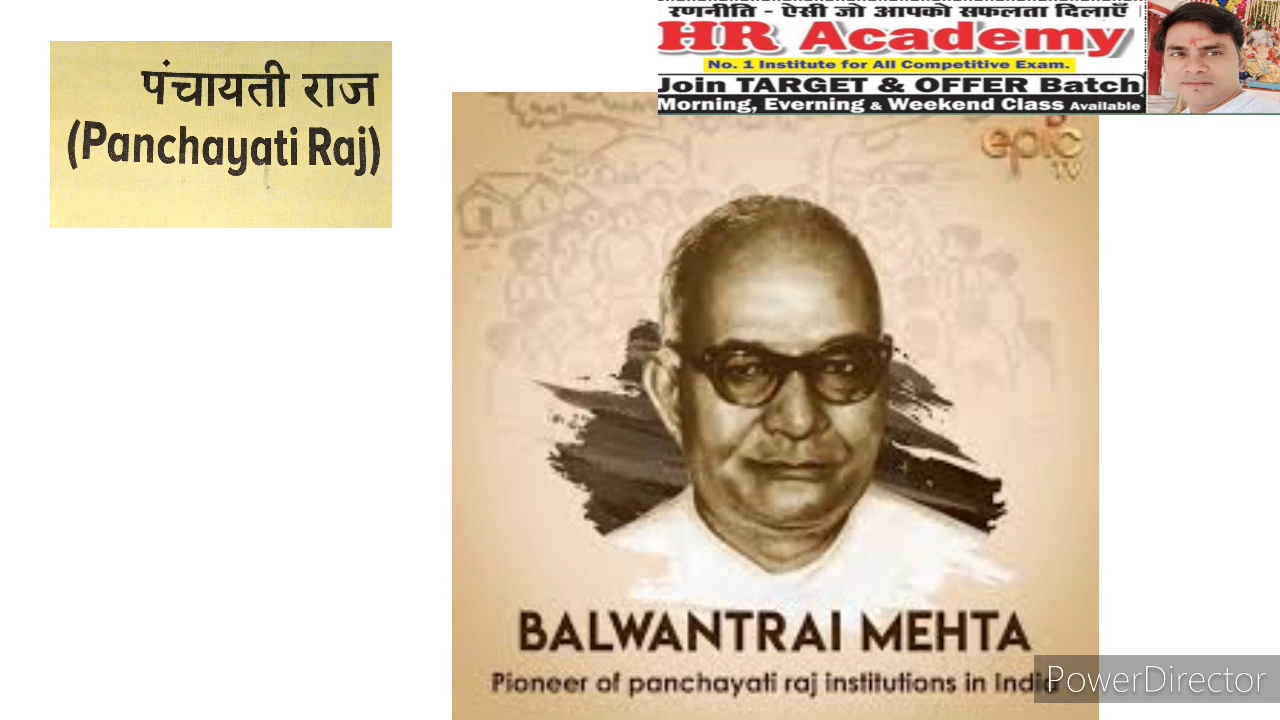 रणनीति - ऐसी जो आपको सफलता दिलाएँ
HR Academy
No. 1 Institute for All Competitive Exam.
Join TARGET & OFFER Batch
Morning, Everning & Weekend Class Available
पंचायती राज
(Panchayati Raj)
epic
TV
BALWANTRAI MEHTA
Pioneer of panchayati raj institutions in India
PowerDirector